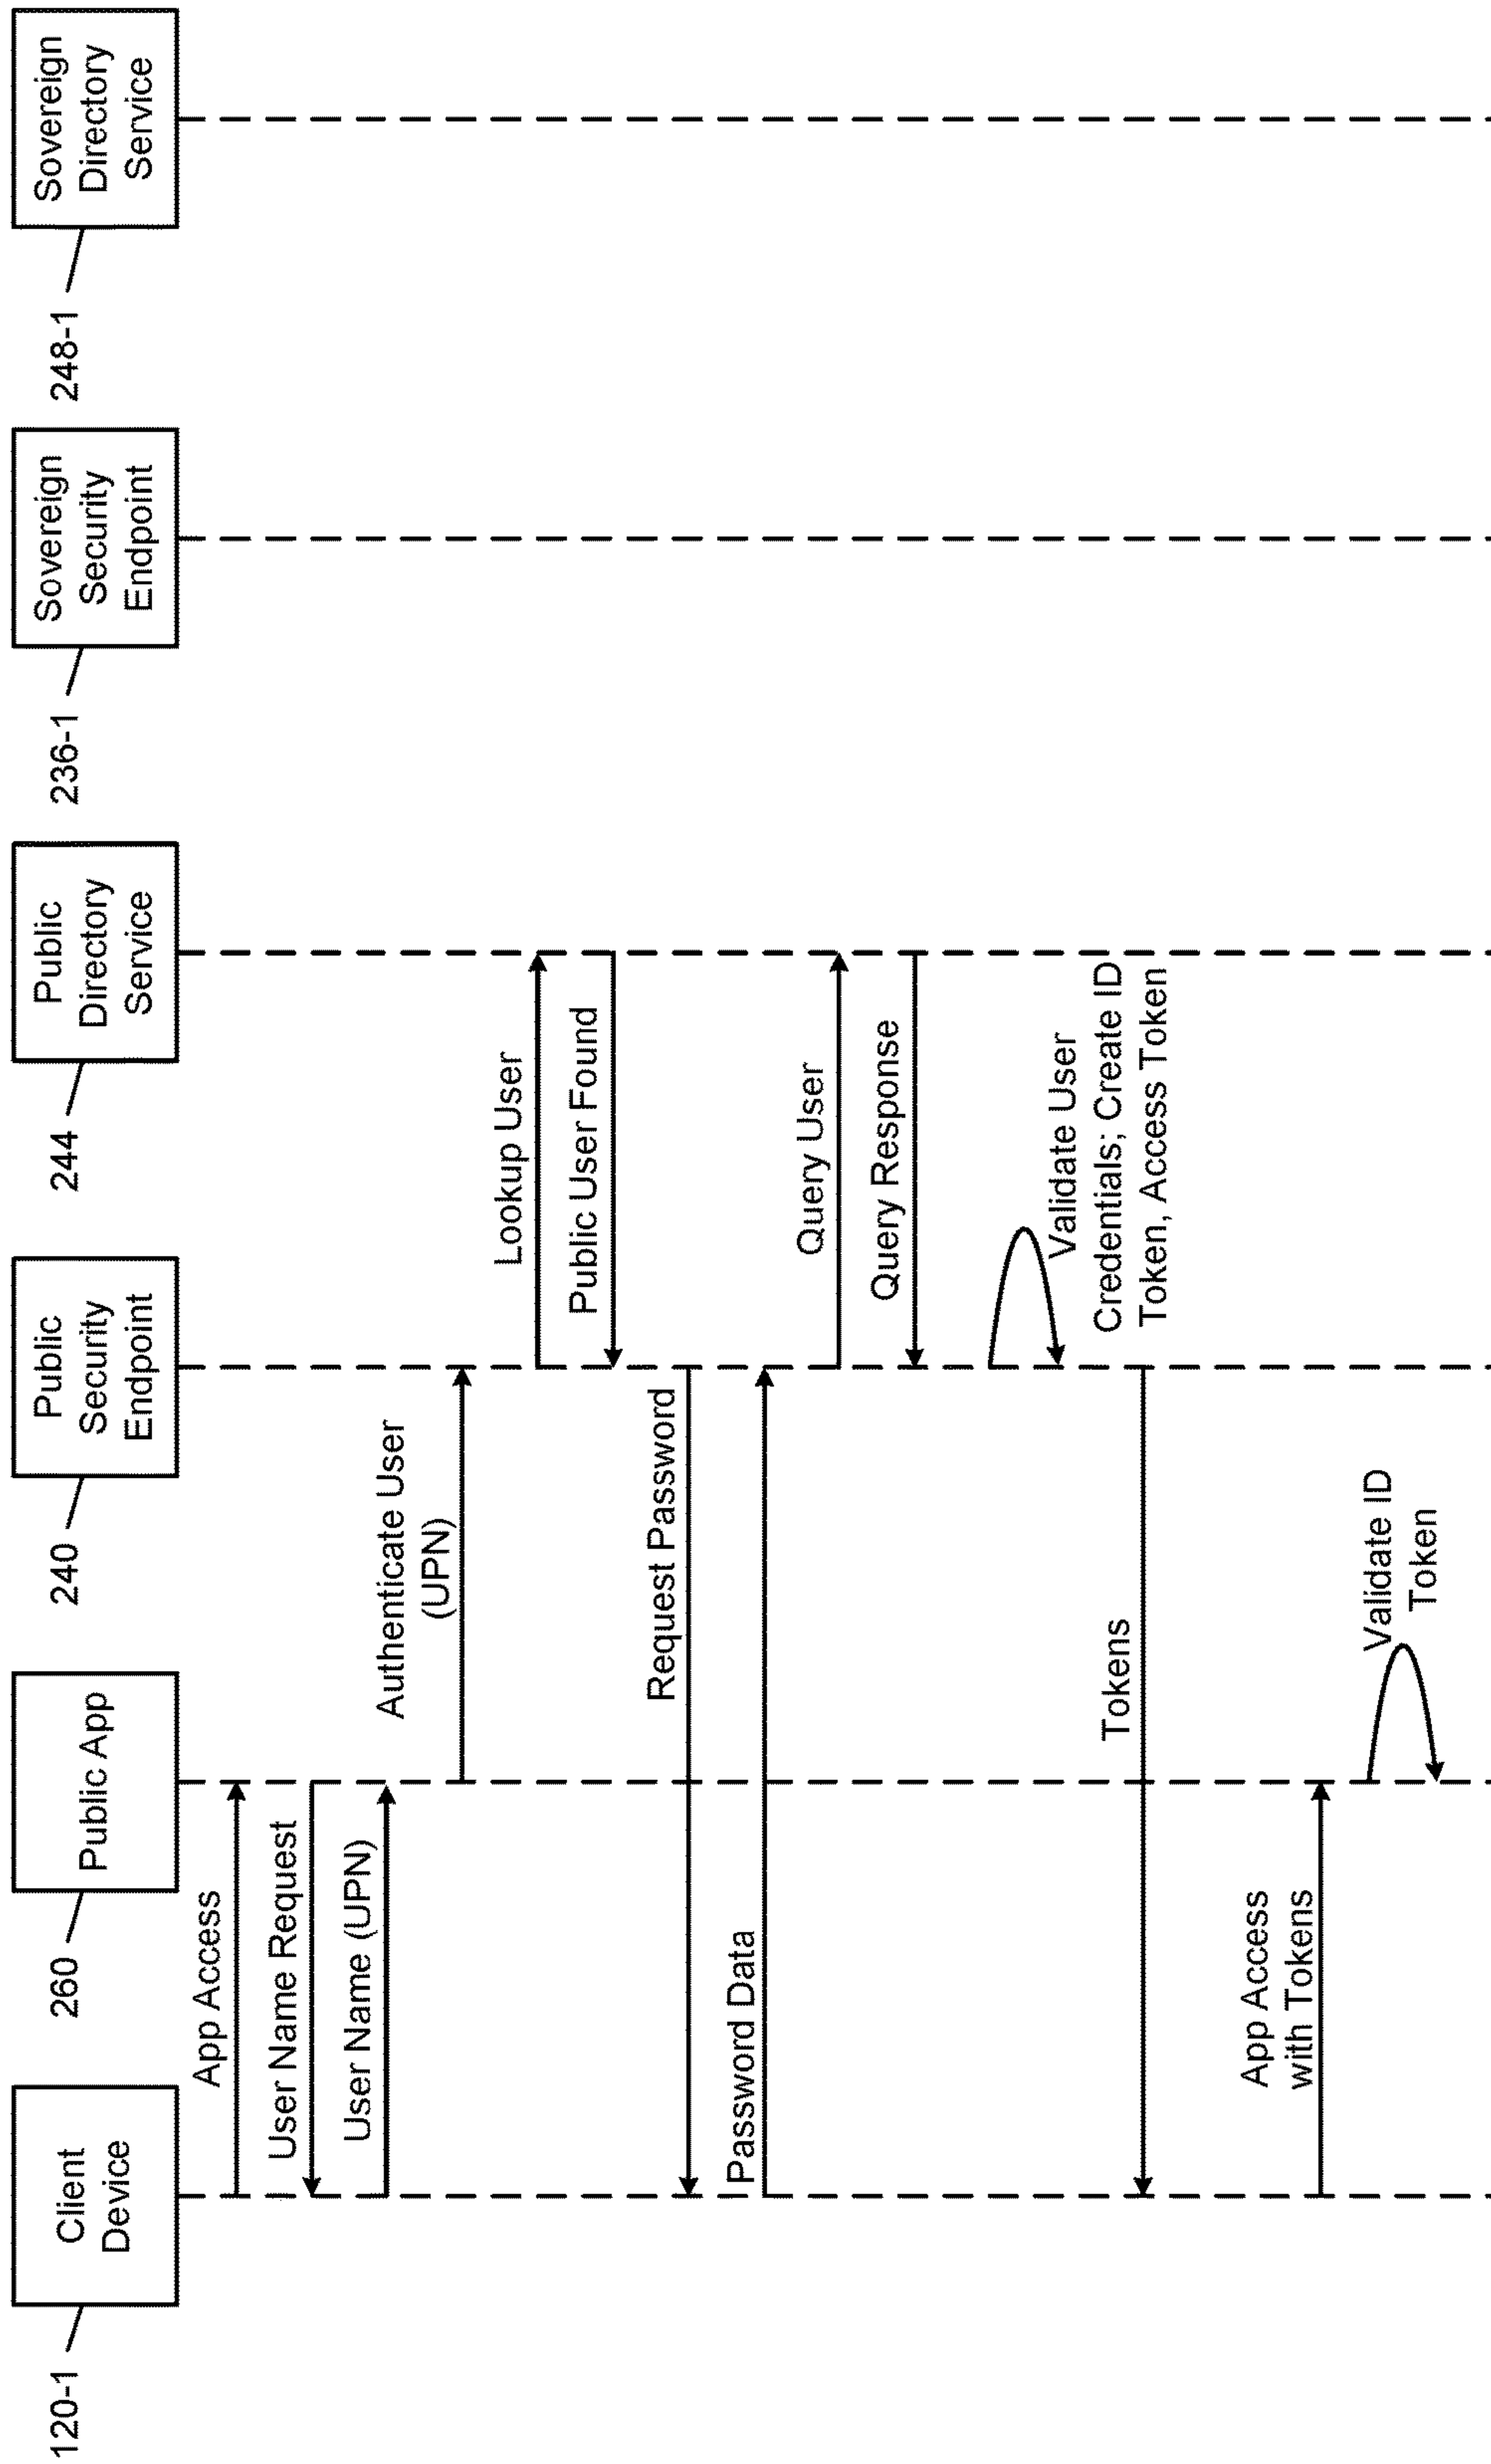 120-1
Client
Device
260
Public App
240
Public
Security
Endpoint
244
Public
Directory
Service
236-1
Sovereign
Security
Endpoint
248-1
Sovereign
Directory
Service
App Access
User Name Request
User Name (UPN)
Authenticate User
(UPN)
Lookup User
Public User Found
Request Password
Password Data
Query User
Query Response
Validate User
Credentials; Create ID
Token, Access Token
Tokens
App Access
with Tokens
Validate ID
Token